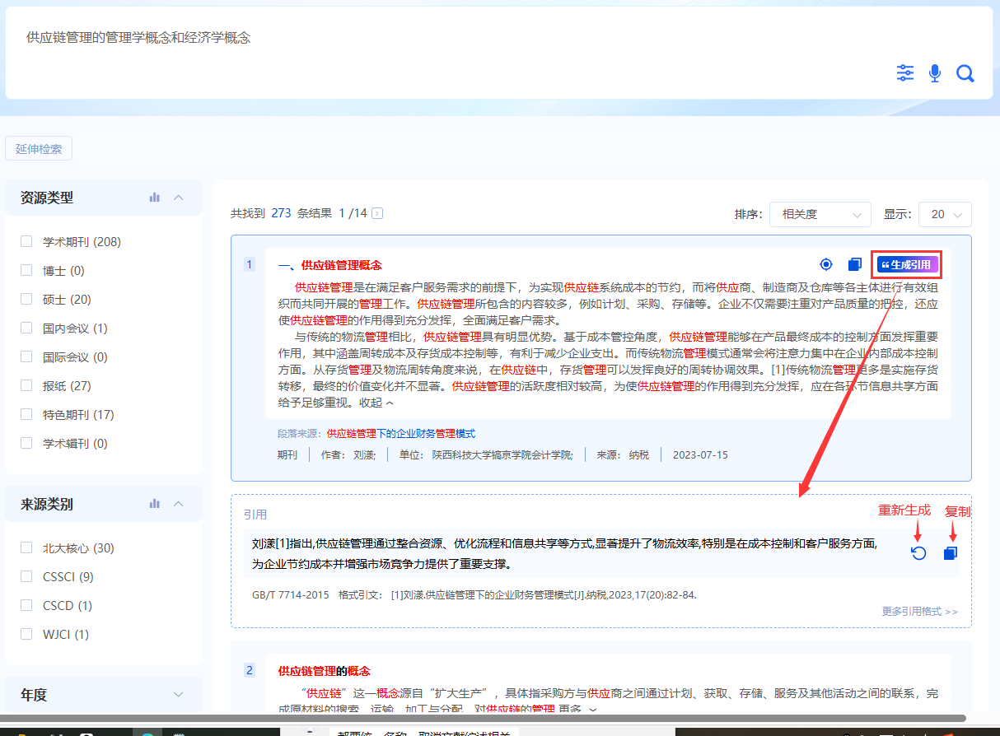 供应链管理的管理学概念和经济学概念
延伸检索
资源类型
学术期刊 (208)
博士 (0)
硕士 (20)
国内会议 (1)
国际会议 (0)
报纸 (27)
特色期刊 (17)
学术辑刊 (0)
来源类别
北大核心 (30)
CSSCI (9)
CSCD (1)
WJCI (1)
年度
共找到 273 条结果 1 /14
排序： 相关度 显示： 20
1 一、供应链管理概念 生成引用
供应链管理是在满足客户服务需求的前提下，为实现供应链系统成本的节约，而将供应商、制造商及仓库等各主体进行有效组
织而共同开展的管理工作。供应链管理所包含的内容较多，例如计划、采购、存储等。企业不仅需要注重对产品质量的把控，还应
使供应链管理的作用得到充分发挥，全面满足客户需求。
与传统的物流管理相比，供应链管理具有明显优势。基于成本管控角度，供应链管理能够在产品最终成本的控制方面发挥重要
作用，其中涵盖周转成本及存货成本控制等，有利于减少企业支出。而传统物流管理模式通常会将注意力集中在企业内部成本控制
方面。从存货管理及物流周转角度来说，在供应链中，存货管理可以发挥良好的周转协调效果。[1]传统物流管理更多是实施存货
转移，最终的价值变化并不显著。供应链管理的活跃度相对较高，为使供应链管理的作用得到充分发挥，应在各环节信息共享方面
给予足够重视。收起
段落来源：供应链管理下的企业财务管理模式
期刊 作者： 刘漾; 单位： 陕西科技大学镐京学院会计学院; 来源： 纳税 2023-07-15
引用
重新生成 复制
刘漾[1]指出,供应链管理通过整合资源、优化流程和信息共享等方式,显著提升了物流效率,特别是在成本控制和客户服务方面,
为企业节约成本并增强市场竞争力提供了重要支撑。
GB/T 7714-2015 格式引文： [1]刘漾.供应链管理下的企业财务管理模式[J].纳税,2023,17(20):82-84.
更多引用格式 >>
2 供应链管理的概念
“供应链”这一概念源自“扩大生产”，具体指采购方与供应商之间通过计划、获取、存储、服务及其他活动之间的联系，完
成原材料的搜索、运输、加工与分配，对供应链的管理 更多